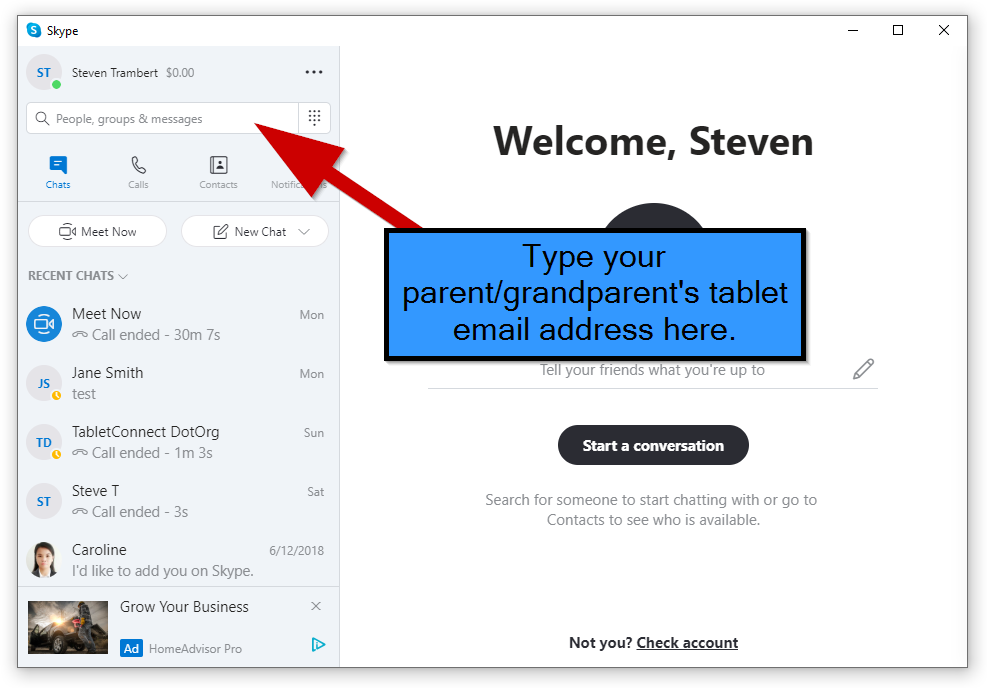 Skype
ST
Steven Trambert $0.00
People, groups & messages
Chats
Calls
Contacts
Meet Now
New Chat
RECENT CHATS
Meet Now
Mon
Call ended - 30m 7s
JS
Jane Smith
Mon
test
TD
TabletConnect DotOrg
Sun
Call ended - 1m 3s
ST
Steve T
Sat
Call ended - 3s
Caroline
6/12/2018
I'd like to add you on Skype.
Grow Your Business
Ad HomeAdvisor Pro
Welcome, Steven
Type your
parent/grandparent's tablet
email address here.
Tell your friends what you're up to
Start a conversation
Search for someone to start chatting with or go to
Contacts to see who is available.
Not you? Check account